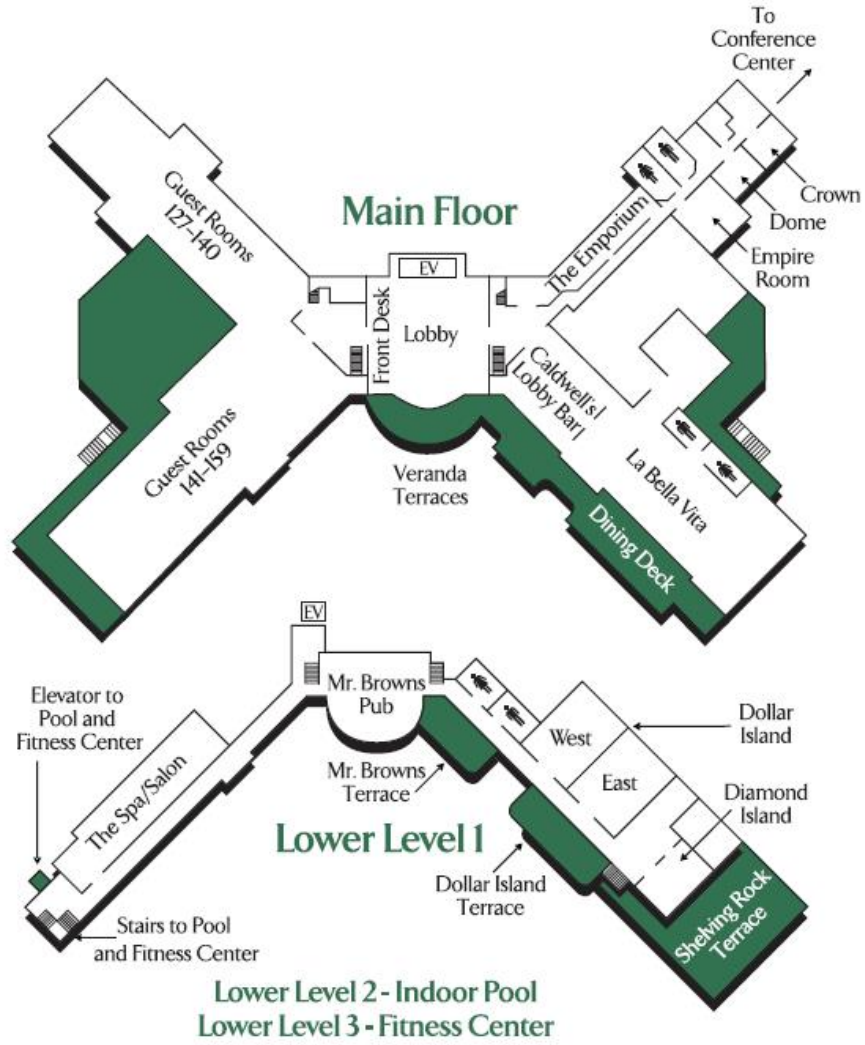 To
Conference
Center
Main Floor
Guest Rooms
127-140
The Emporium
Crown
Dome
Empire
Room
EV
Front Desk
Lobby
Caldwell's
Lobby Bar
Guest Rooms
141-159
Veranda
Terraces
La Bella Vita
Dining Deck
EV
Mr. Browns
Pub
Elevator to
Pool and
Fitness Center
The Spa/Salon
Mr. Browns
Terrace
West
East
Dollar
Island
Diamond
Island
Lower Level 1
Dollar Island
Terrace
Shelving Rock
Terrace
Stairs to Pool
and Fitness Center
Lower Level 2 - Indoor Pool
Lower Level 3 - Fitness Center